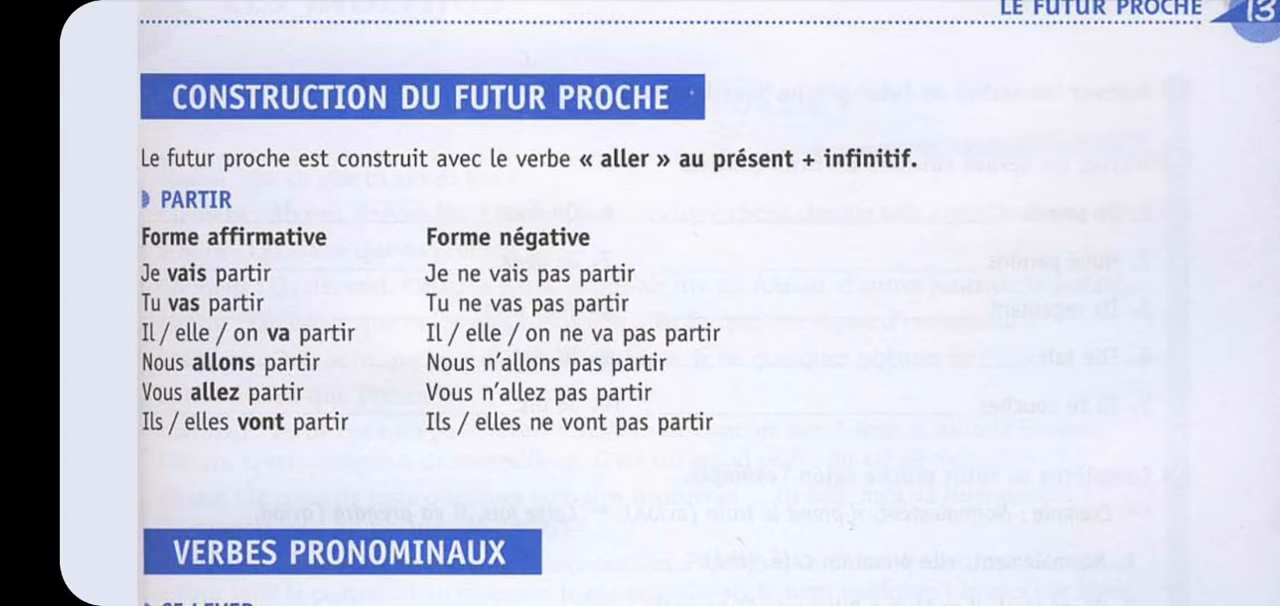 LE FUTUR PROCHE 13
CONSTRUCTION DU FUTUR PROCHE
Le futur proche est construit avec le verbe « aller » au présent + infinitif.
PARTIR
Forme affirmative Forme négative
Je vais partir Je ne vais pas partir
Tu vas partir Tu ne vas pas partir
Il / elle / on va partir Il / elle / on ne va pas partir
Nous allons partir Nous n'allons pas partir
Vous allez partir Vous n'allez pas partir
Ils / elles vont partir Ils / elles ne vont pas partir
VERBES PRONOMINAUX
SE LEVER